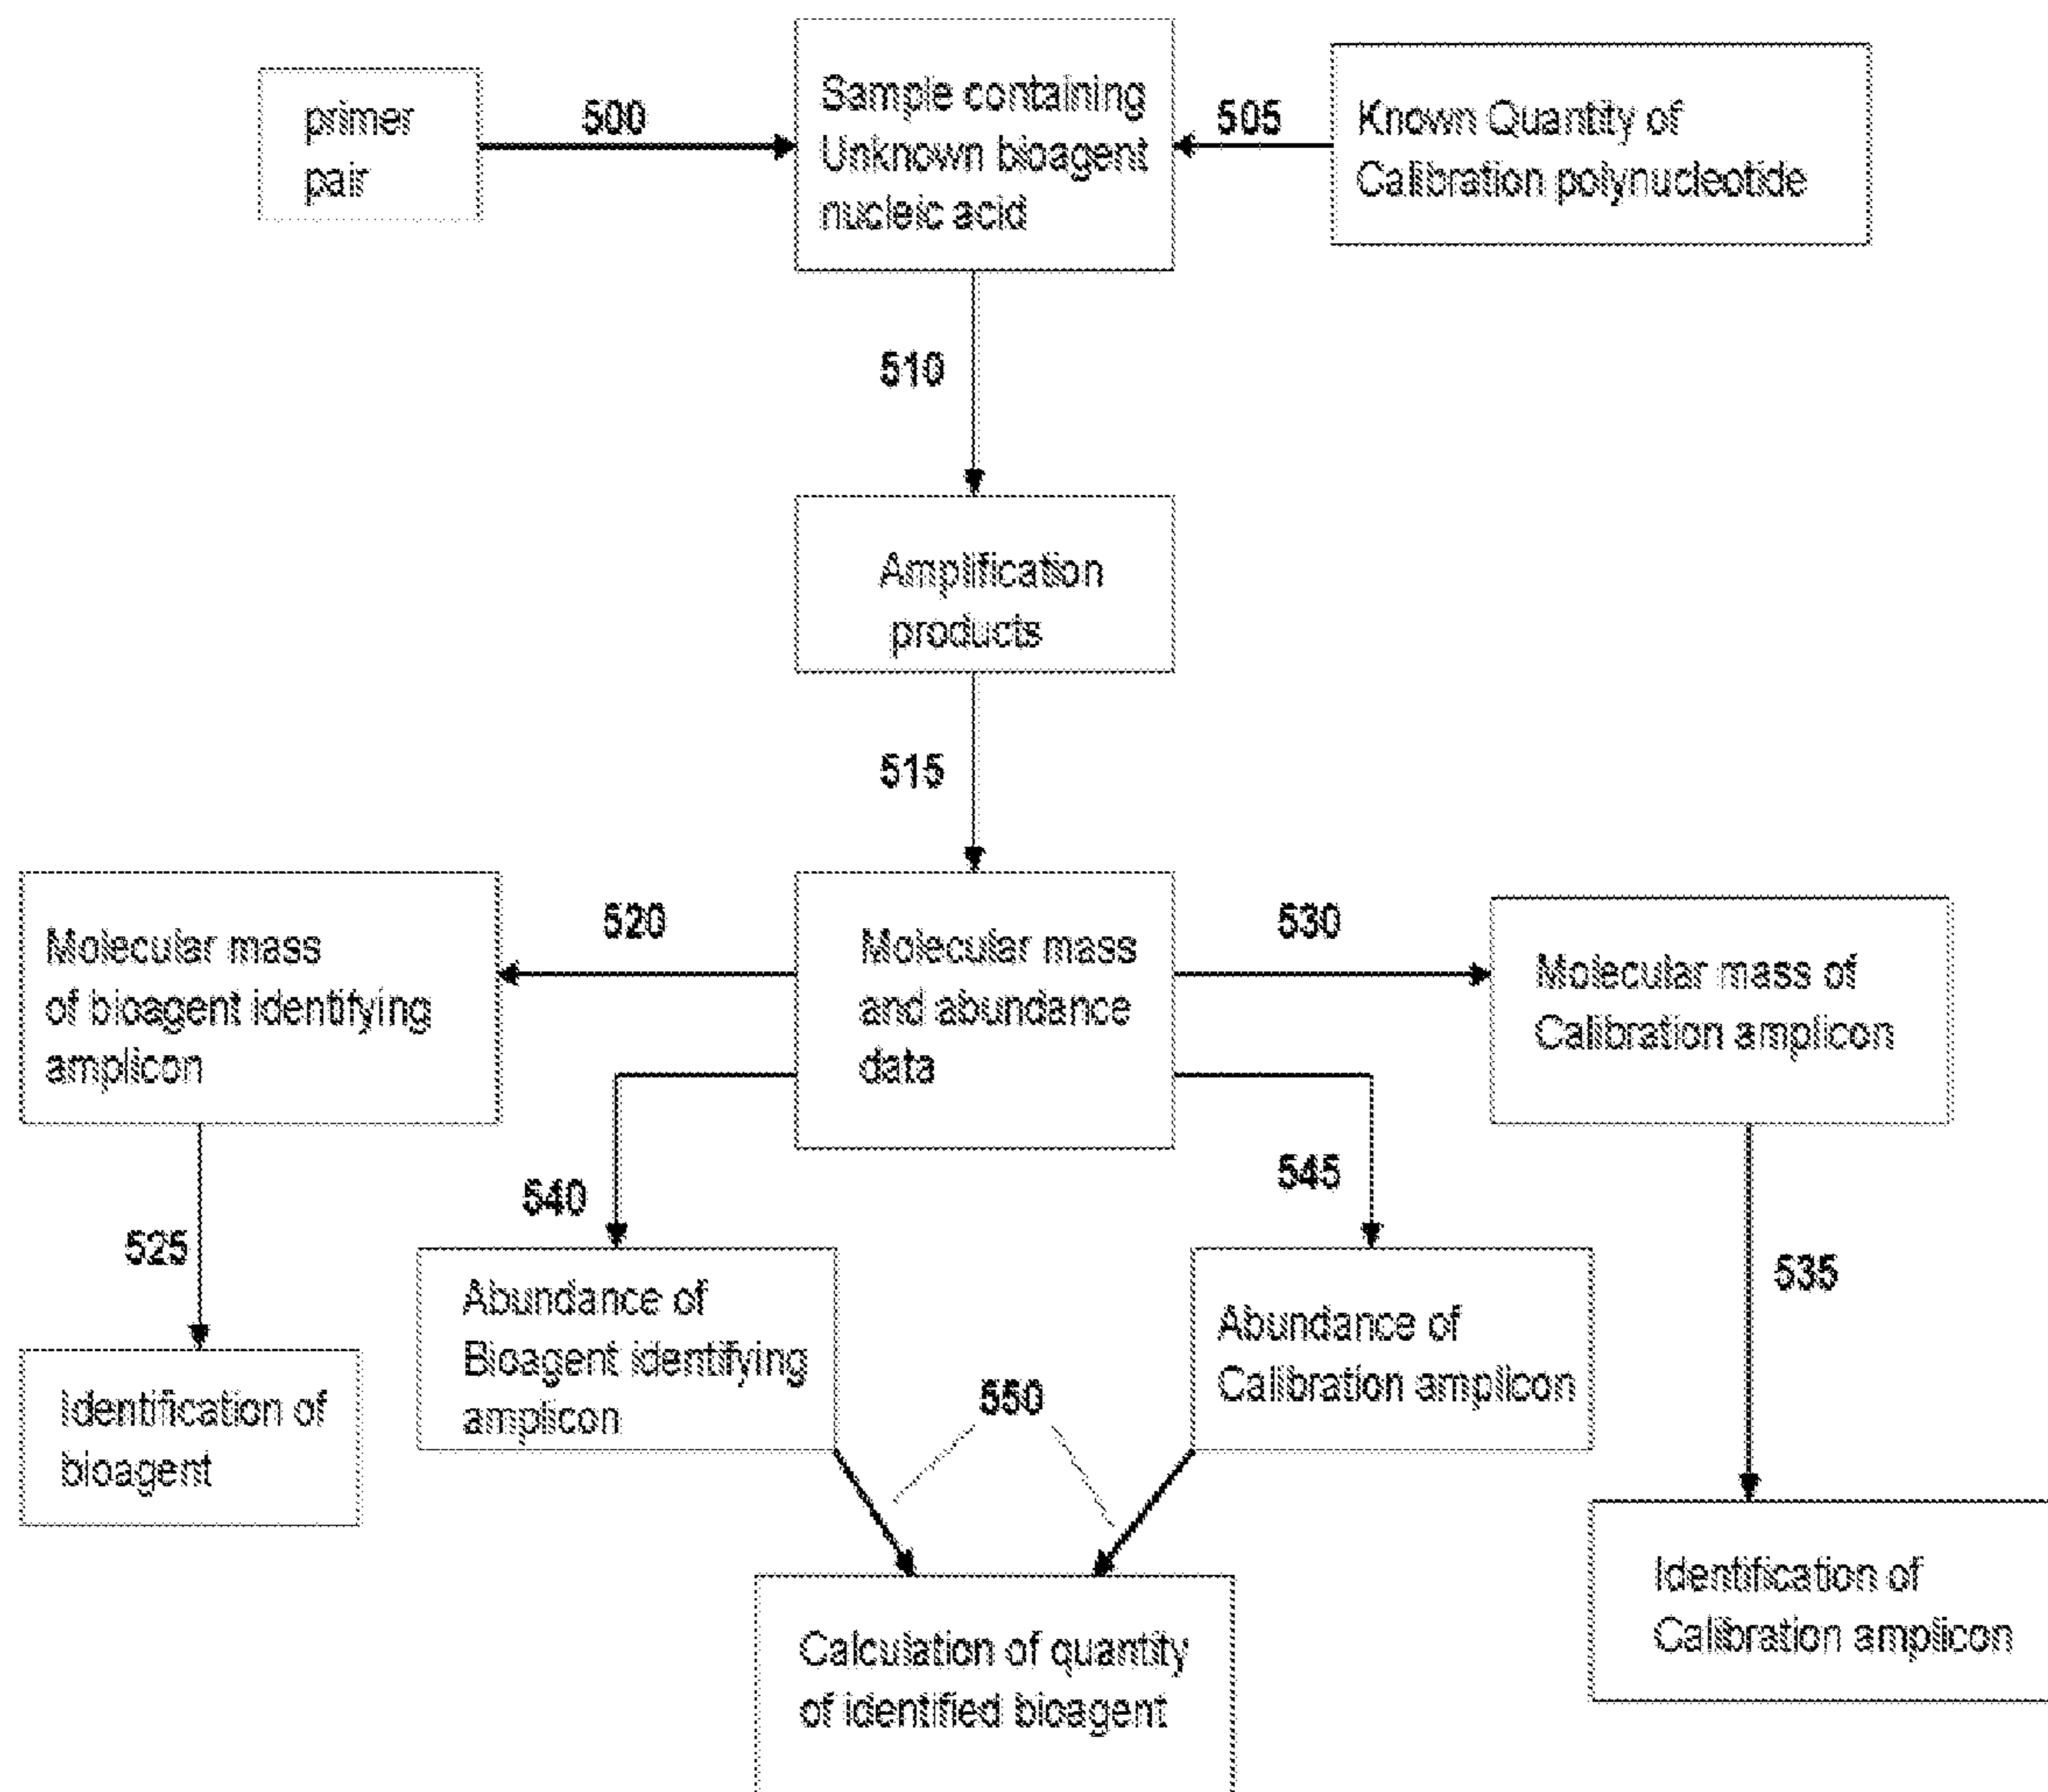 primer
pair
500
Sample containing
Unknown bioagent
nucleic acid
505
Known Quantity of
Calibration polynucleotide
510
Amplification
products
515
Molecular mass
of bioagent identifying
amplicon
520
Molecular mass
and abundance
data
530
Molecular mass of
Calibration amplicon
525
540
545
535
Identification of
bioagent
Abundance of
Bioagent identifying
amplicon
550
Abundance of
Calibration amplicon
Calculation of quantity
of identified bioagent
Identification of
Calibration amplicon